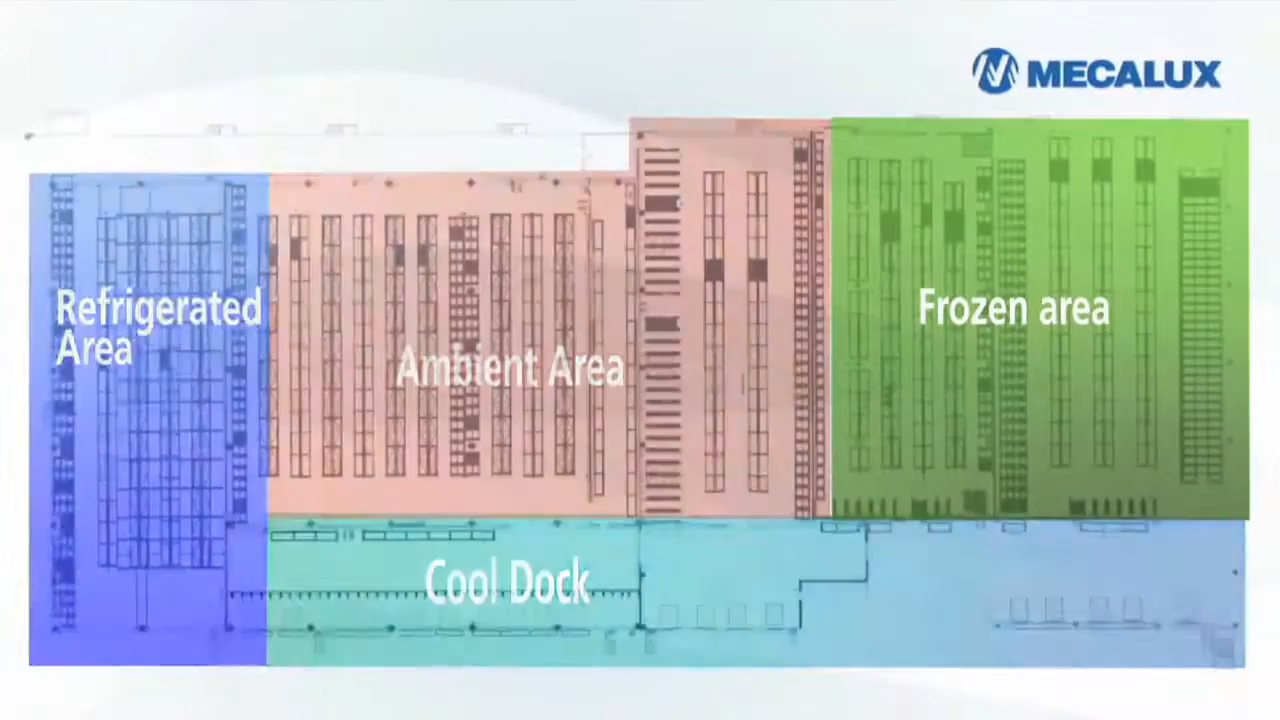 MECALUX
Refrigerated
Area
Ambient Area
Frozen area
Cool Dock